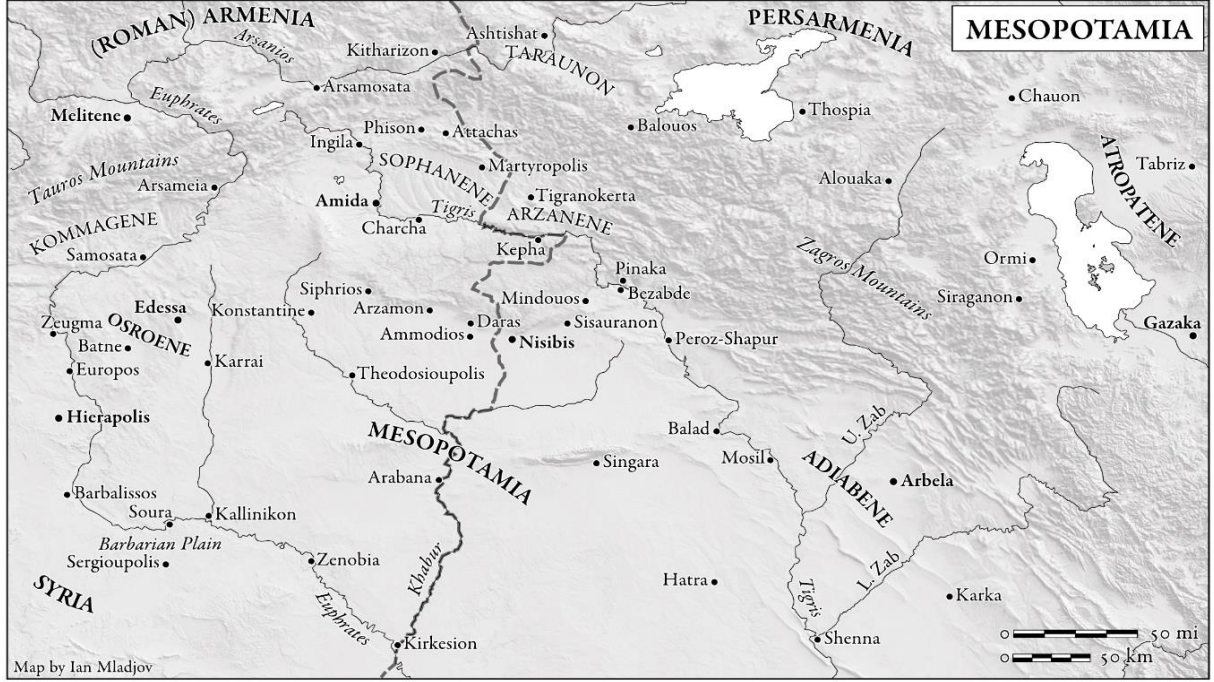 MESOPOTAMIA
(ROMAN) ARMENIA
PERSARMENIA
Arsanios
Ashtishat
Kitharizon
TARAUNON
Arsamosata
Euphrates
Melitene
Chauon
Thospia
Phison
Attachas
Balouos
Ingila
ATROPATENE
Tauros Mountains
SOPHANENE
Martyropolis
Tabriz
Arsameia
Alouaka
Amida
Tigranokerta
Tigris
ARZANENE
KOMMAGENE
Charcha
Kepha
Zagros Mountains
Samosata
Ormi
Pinaka
Siphrios
Bezabde
Mindouos
Siraganon
Edessa
Konstantine
Arzamon
Zeugma
OSROENE
Daras
Sisauranon
Gazaka
Ammodios
Nisibis
Peroz-Shapur
Batne
Karrai
Europos
Theodosioupolis
Hierapolis
U. Zab
MESOPOTAMIA
Balad
Mosil
ADIABENE
Singara
Arabana
Arbela
Barbalissos
Soura
Kallinikon
Barbarian Plain
Sergioupolis
Zenobia
Khabur
L. Zab
Hatra
SYRIA
Tigris
Karka
Euphrates
Kirkesion
Shenna
0 50 mi
0 50 km
Map by Ian Mladjov